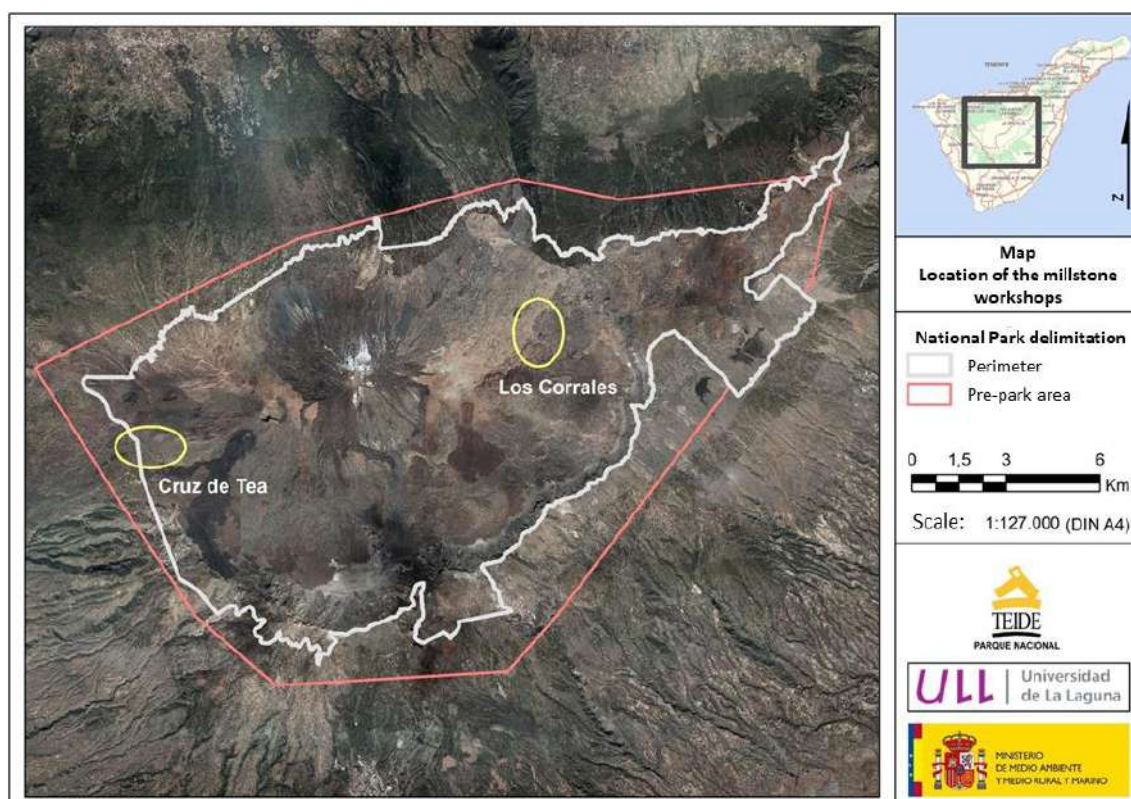 Los Corrales
Cruz de Tea
TENERIFE
N
Map
Location of the millstone
workshops
National Park delimitation
Perimeter
Pre-park area
0 1,5 3 6
Km
Scale: 1:127.000 (DIN A4)
TEIDE
PARQUE NACIONAL
ULL Universidad
de La Laguna
MINISTERIO
DE MEDIO AMBIENTE
Y MEDIO RURAL Y MARINO